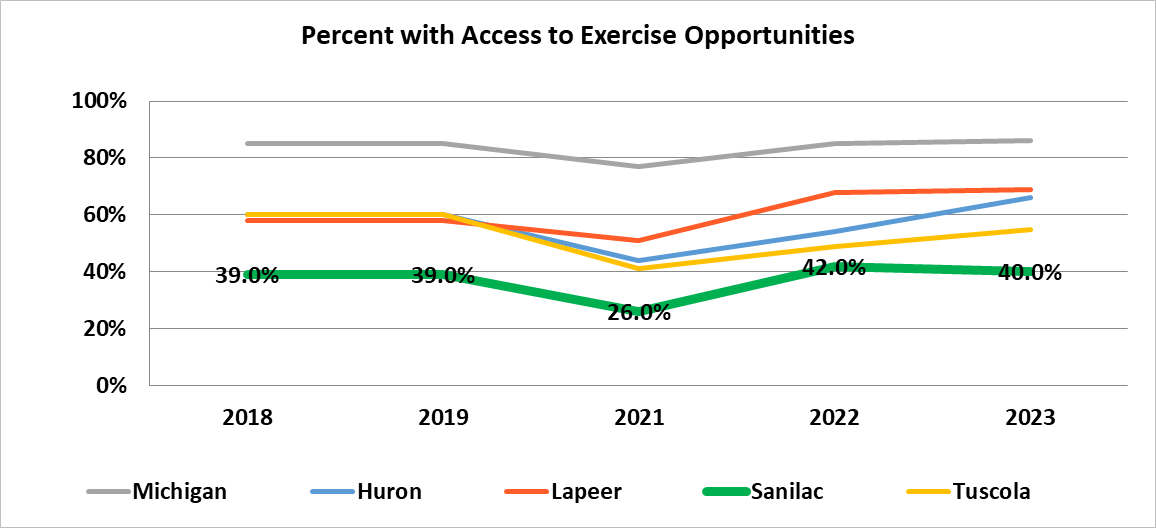 Percent with Access to Exercise Opportunities
100%
80%
60%
40%
20%
0%
39.0%
39.0%
26.0%
42.0%
40.0%
2018
2019
2021
2022
2023
Michigan
Huron
Lapeer
Sanilac
Tuscola